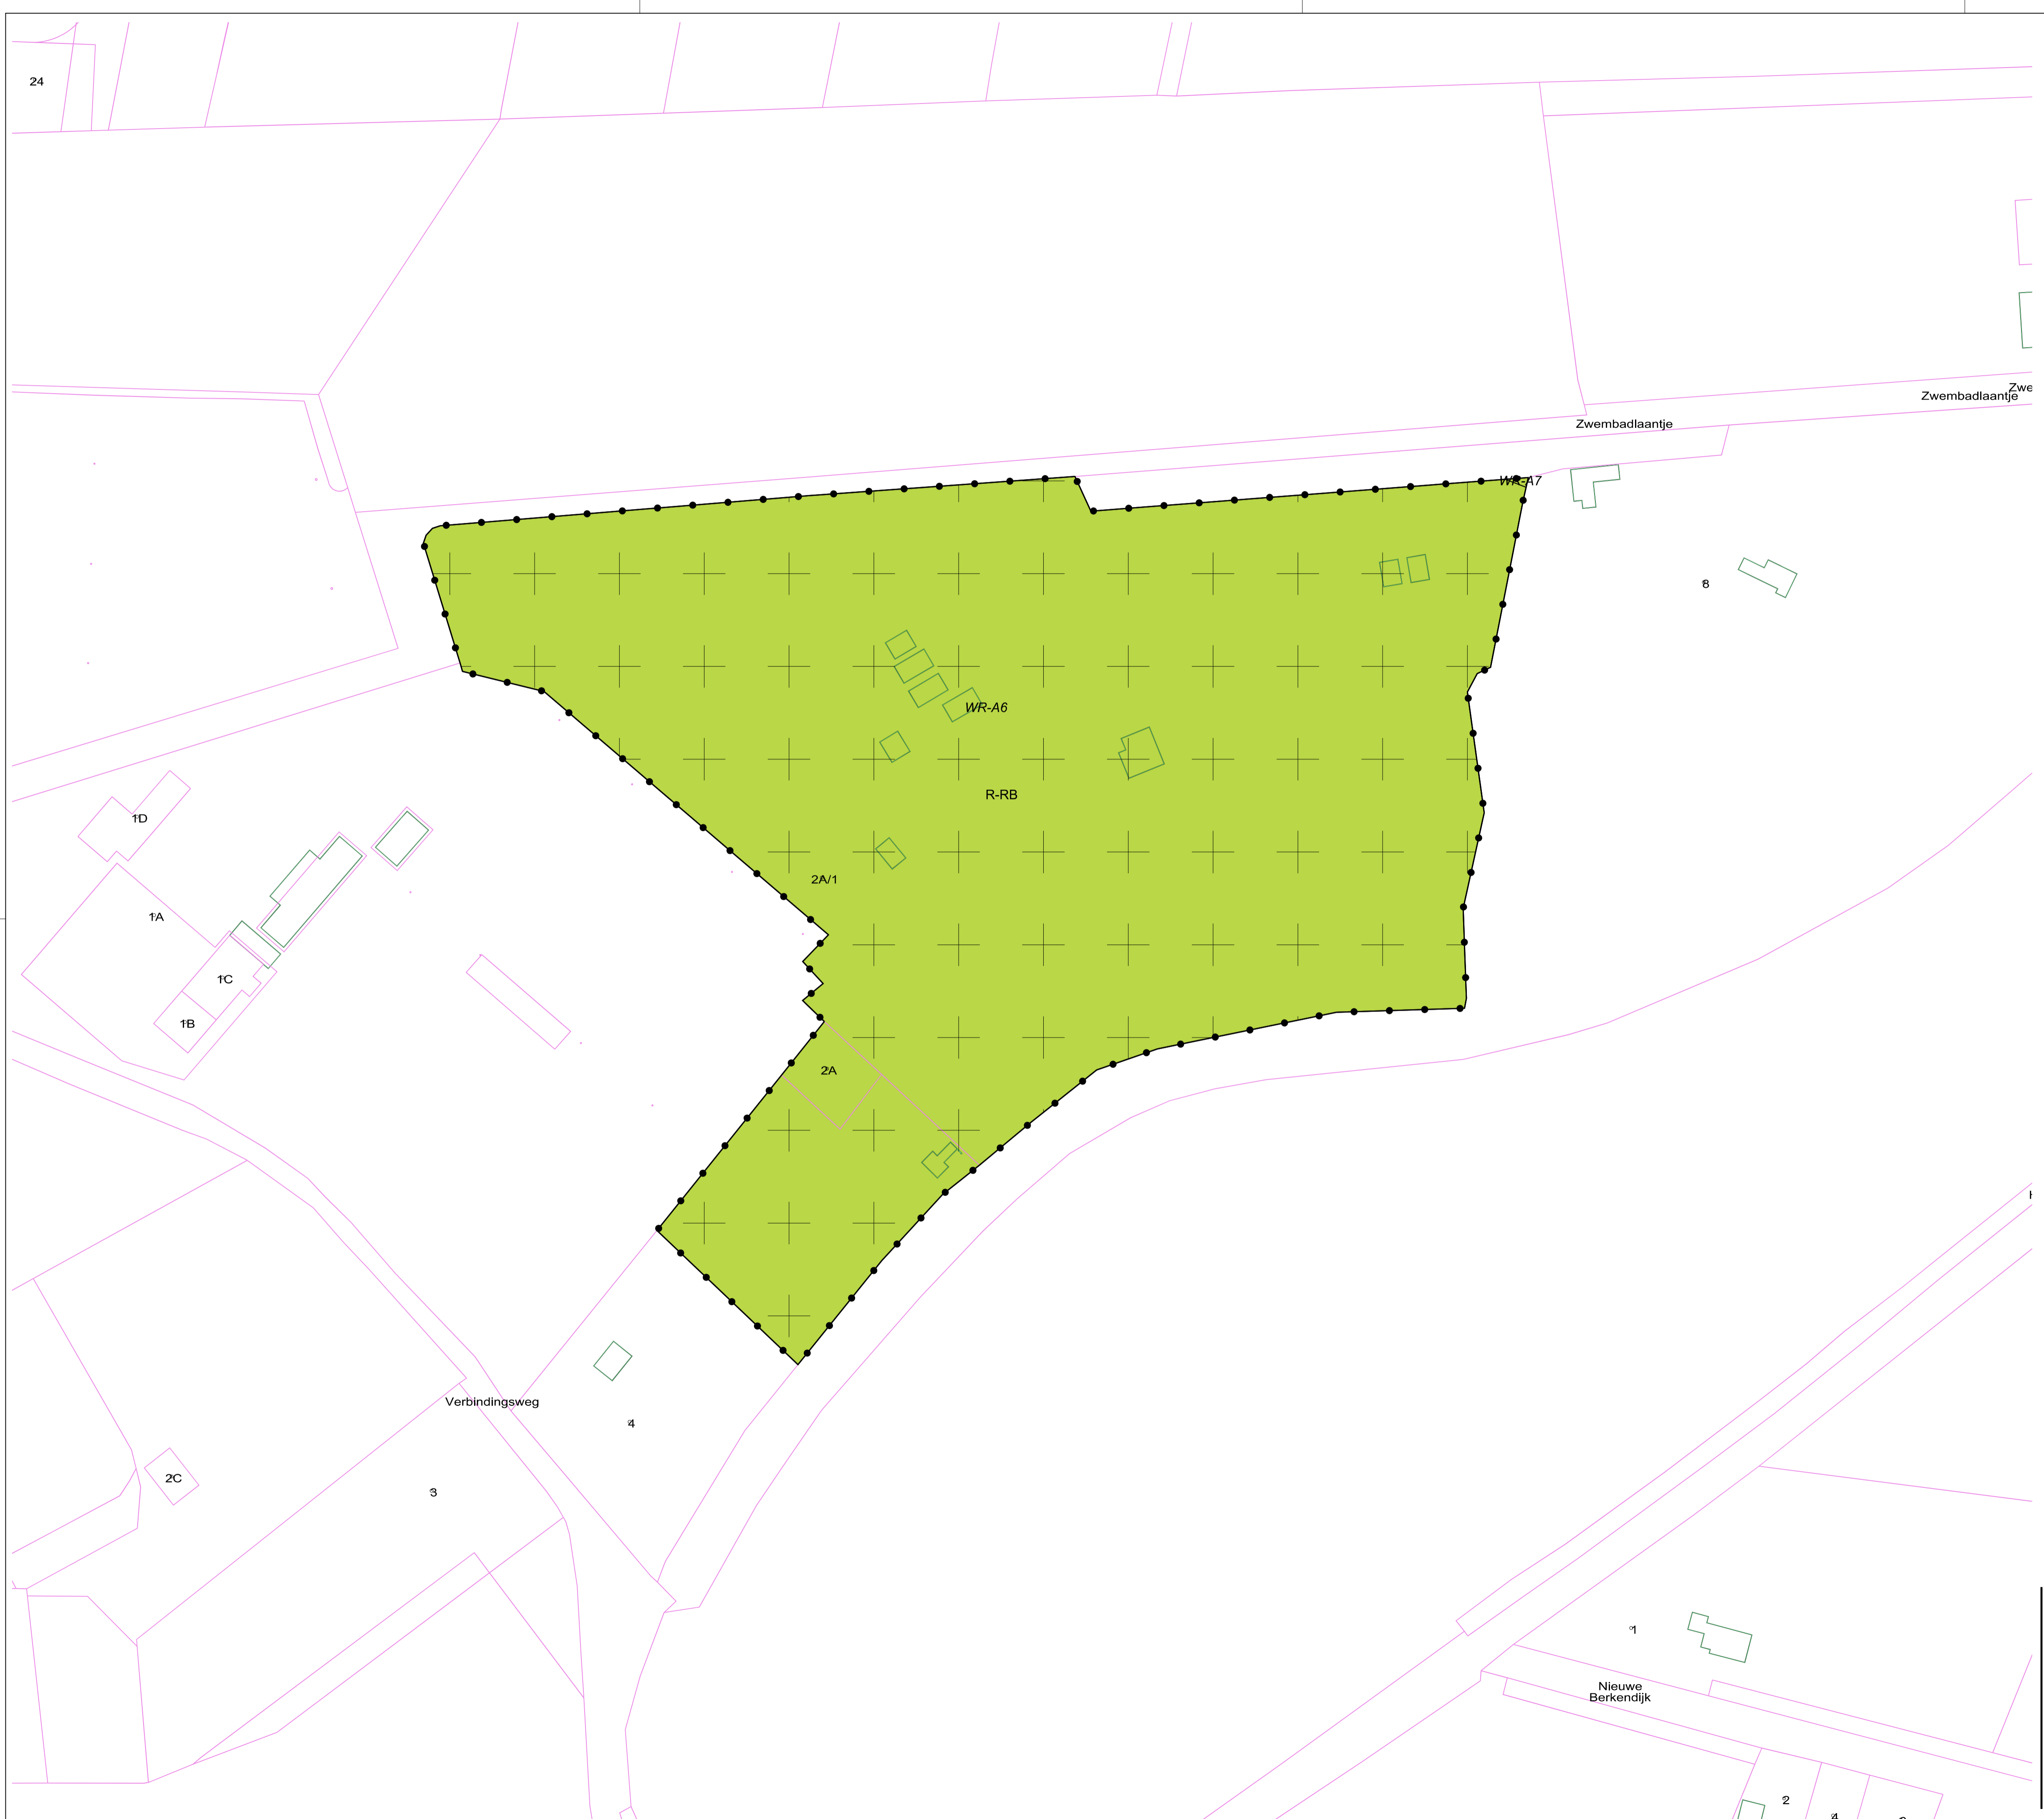 24
Zwe
Zwembadlaantje
Zwembadlaantje
WR-A7
8
WR-A6
R-RB
1D
2A/1
1A
1C
1B
2A
Verbindingsweg
4
2C
3
1
Nieuwe
Berkendijk
2
4